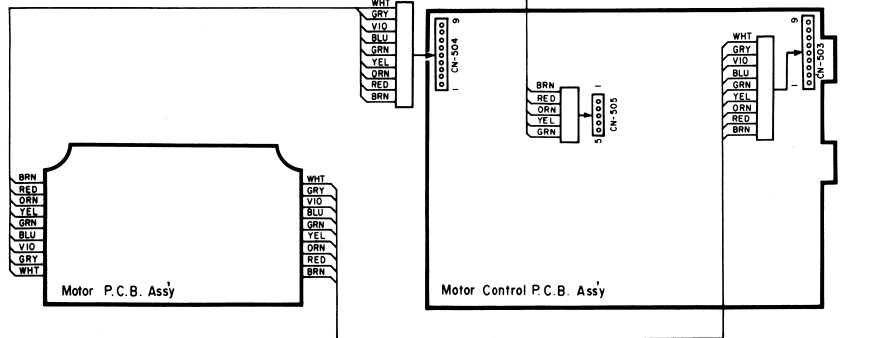 WHT
GRY
VIO
BLU
GRN
YEL
ORN
RED
BRN
9
CN-504
1
BRN
RED
ORN
YEL
GRN
1
CN-505
5
WHT
GRY
VIO
BLU
GRN
YEL
ORN
RED
BRN
9
CN-503
1
BRN
RED
ORN
YEL
GRN
BLU
VIO
GRY
WHT
WHT
GRY
VIO
BLU
GRN
YEL
ORN
RED
BRN
Motor P.C.B. Ass'y
Motor Control P.C.B. Ass'y